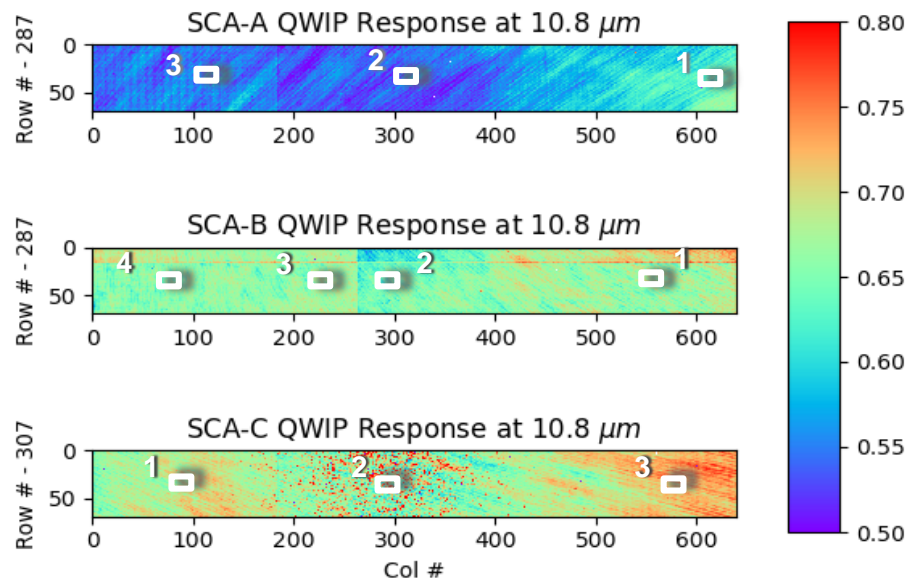 SCA-A QWIP Response at 10.8 μm
Row # - 287
0
50
3
2
1
0 100 200 300 400 500 600
SCA-B QWIP Response at 10.8 μm
Row # - 287
0
50
4
3
2
1
0 100 200 300 400 500 600
SCA-C QWIP Response at 10.8 μm
Row # - 307
0
50
1
2
3
0 100 200 300 400 500 600
Col #
0.80
0.75
0.70
0.65
0.60
0.55
0.50